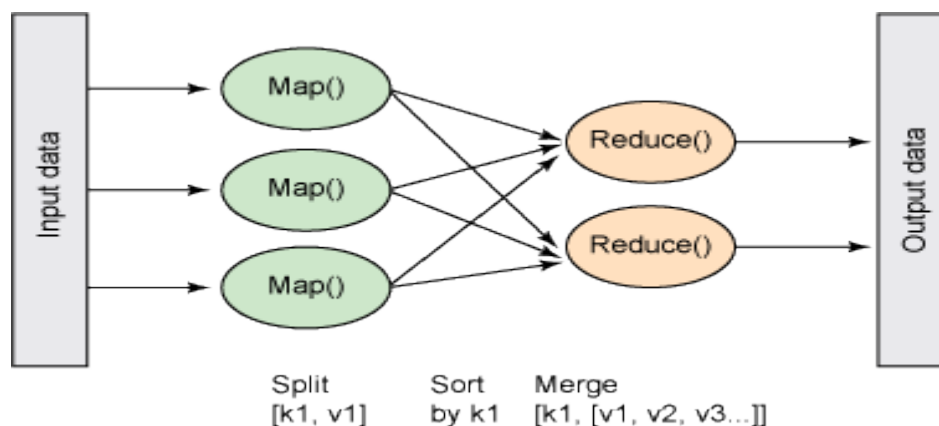 Input data
Map()
Map()
Map()
Reduce()
Reduce()
Output data
Split
[k1, v1]
Sort
by k1
Merge
[k1, [v1, v2, v3...]]